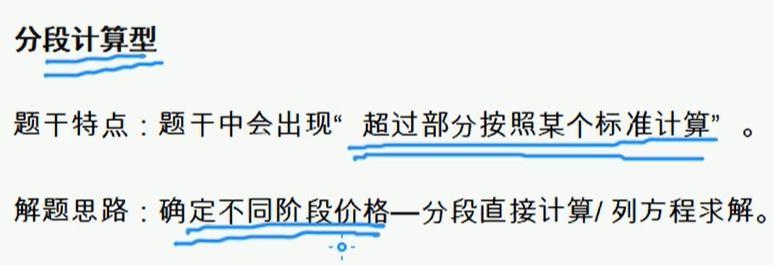 分段计算型
题干特点：题干中会出现“ 超过部分按照某个标准计算” 。
解题思路：确定不同阶段价格—分段直接计算/ 列方程求解。